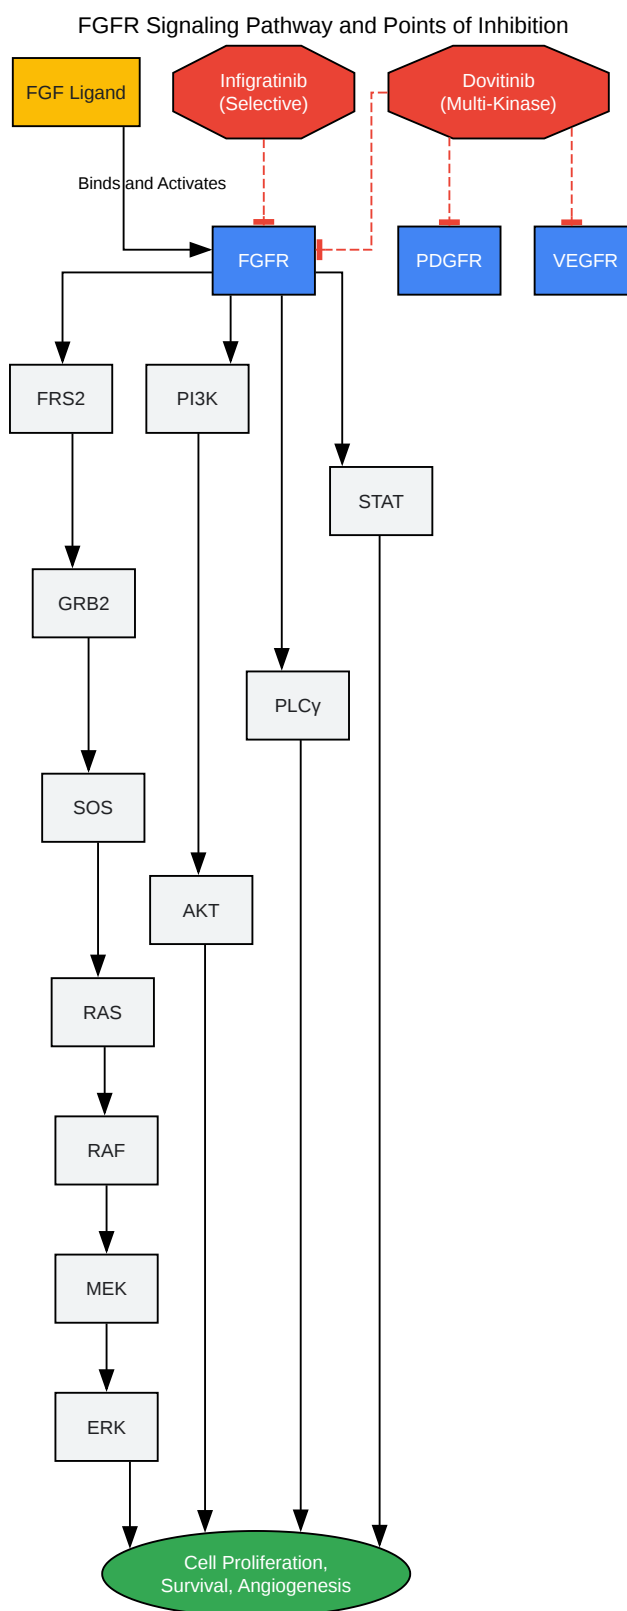 FGFR Signaling Pathway and Points of Inhibition
FGF Ligand
Infigratinib
(Selective)
Dovitinib
(Multi-Kinase)
Binds and Activates
FGFR
PDGFR
VEGFR
FRS2
PI3K
STAT
GRB2
PLCγ
SOS
AKT
RAS
RAF
MEK
ERK
Cell Proliferation,
Survival, Angiogenesis